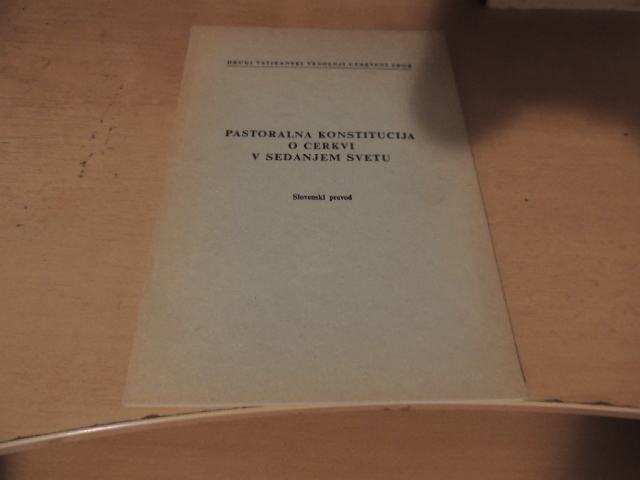 DRUGI VATIKANSKI VESOLJNI CERKVENI ZBOR
PASTORALNA KONSTITUCIJA
O CERKVI
V SEDANJEM SVETU
Slovenski prevod